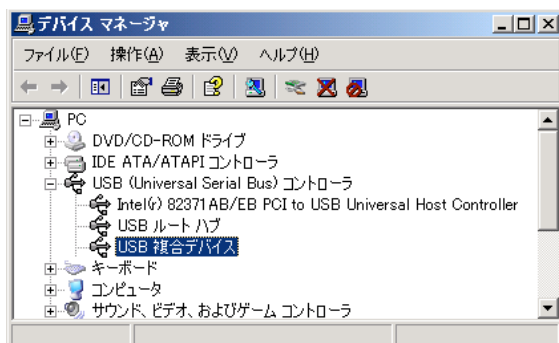 デバイス マネージャ
ファイル(F) 操作(A) 表示(V) ヘルプ(H)
PC
DVD/CD-ROM ドライブ
IDE ATA/ATAPI コントローラ
USB (Universal Serial Bus) コントローラ
Intel(r) 82371AB/EB PCI to USB Universal Host Controller
USB ルート ハブ
USB 複合デバイス
キーボード
コンピュータ
サウンド、ビデオ、およびゲーム コントローラ